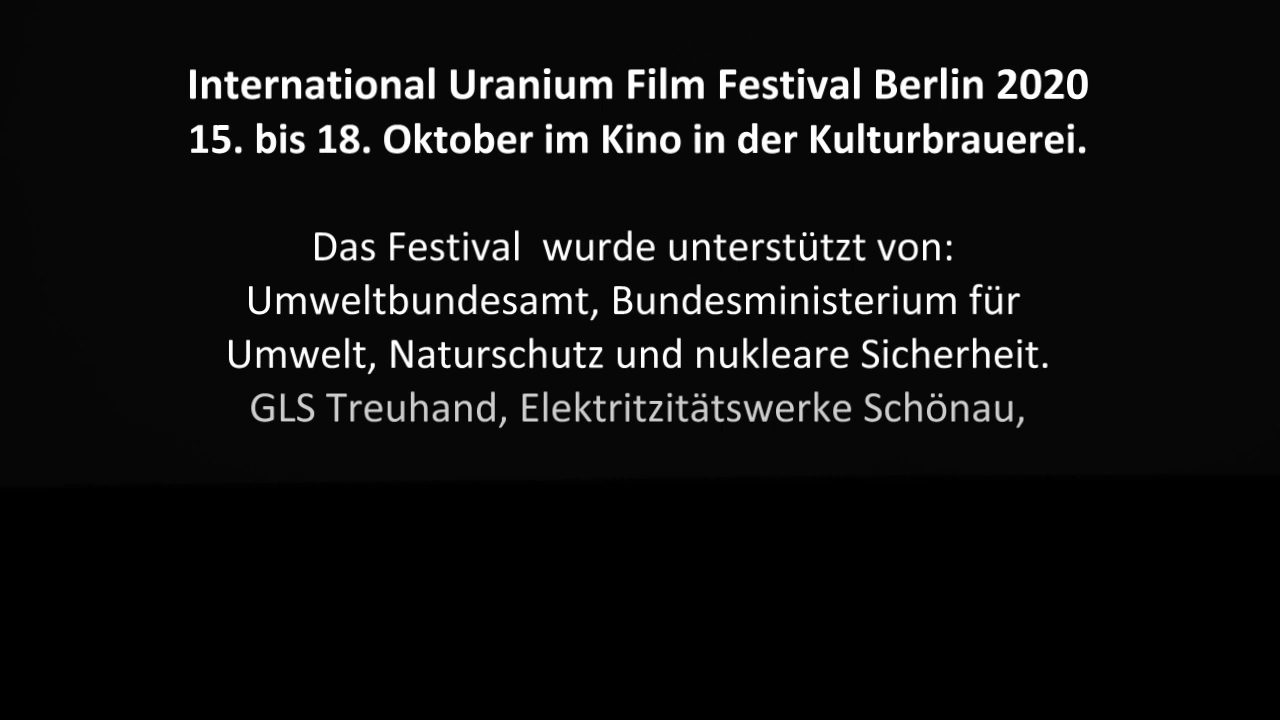 International Uranium Film Festival Berlin 2020
15. bis 18. Oktober im Kino in der Kulturbrauerei.
Das Festival  wurde unterstützt von:
Umweltbundesamt, Bundesministerium für
Umwelt, Naturschutz und nukleare Sicherheit.
GLS Treuhand, Elektritzitätswerke Schönau,